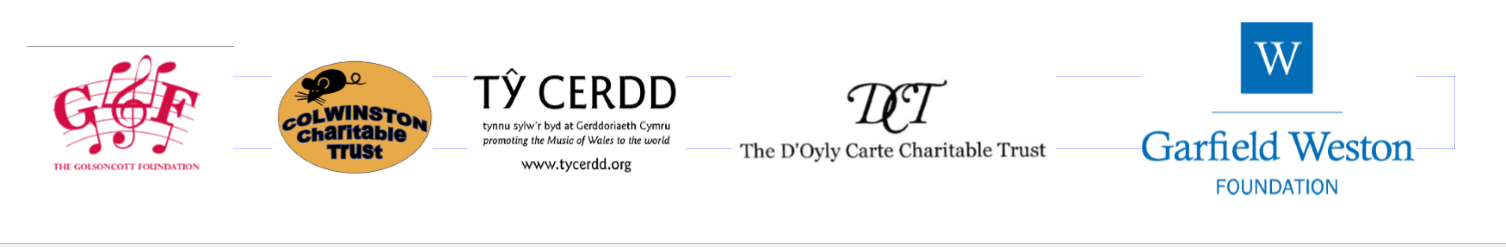 G F
THE GOLSONCOTT FOUNDATION
COLWINSTON
Charitable
Trust
TŶ CERDD
tynnu sylw'r byd at Gerddoriaeth Cymru
promoting the Music of Wales to the world
www.tycerdd.org
DCT
The D'Oyly Carte Charitable Trust
W
Garfield Weston
FOUNDATION